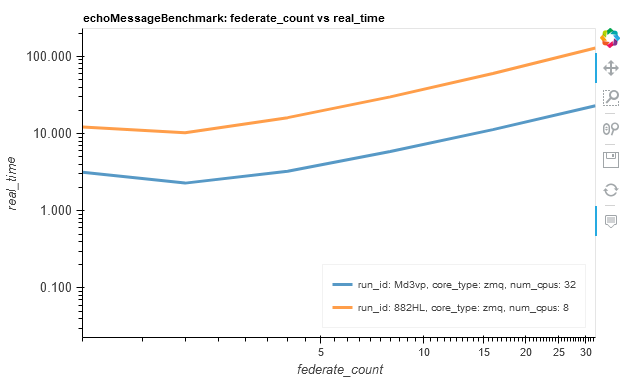 echoMessageBenchmark: federate_count vs real_time
100.000
10.000
1.000
0.100
real_time
run_id: Md3vp, core_type: zmq, num_cpus: 32
run_id: 882HL, core_type: zmq, num_cpus: 8
5
10
15
20
25
30
federate_count